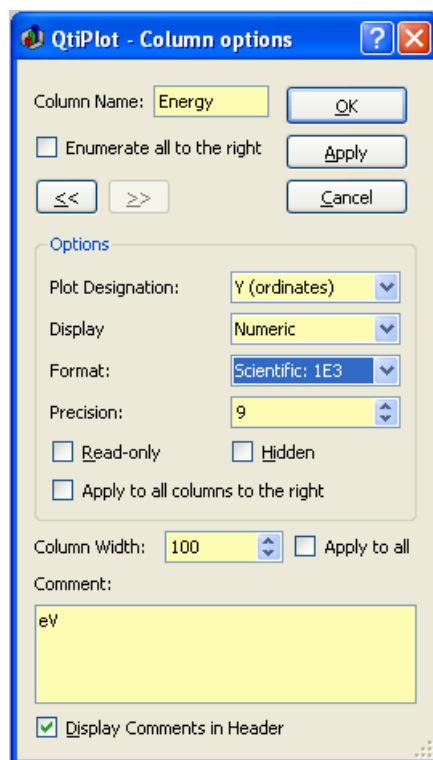 QtiPlot - Column options
Column Name: Energy
OK
Enumerate all to the right
Apply
<< >>
Cancel
Options
Plot Designation: Y (ordinates)
Display Numeric
Format: Scientific: 1E3
Precision: 9
Read-only Hidden
Apply to all columns to the right
Column Width: 100 Apply to all
Comment:
eV
Display Comments in Header